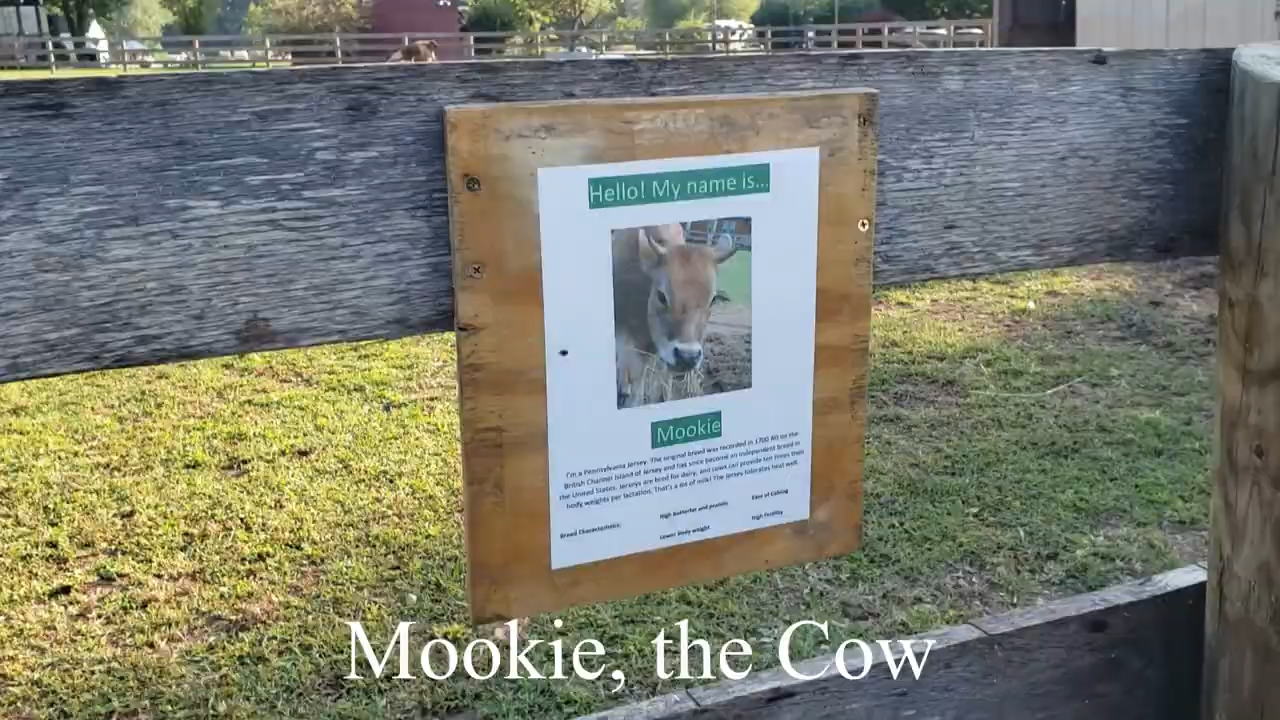 Hello! My name is...
Mookie
I'm a Pennsylvania Jersey. The original breed was recorded in 1700 AD on the
British Channel Island of Jersey and has since become an independent breed in
the United States. Jerseys are bred for dairy, and cows can provide ten times their
body weights per lactation. That's a lot of milk! The Jersey tolerates heat well.
Breed Characteristics:
High Butterfat and protein
Ease of Calving
Lower Body weight
High Fertility
Mookie, the Cow